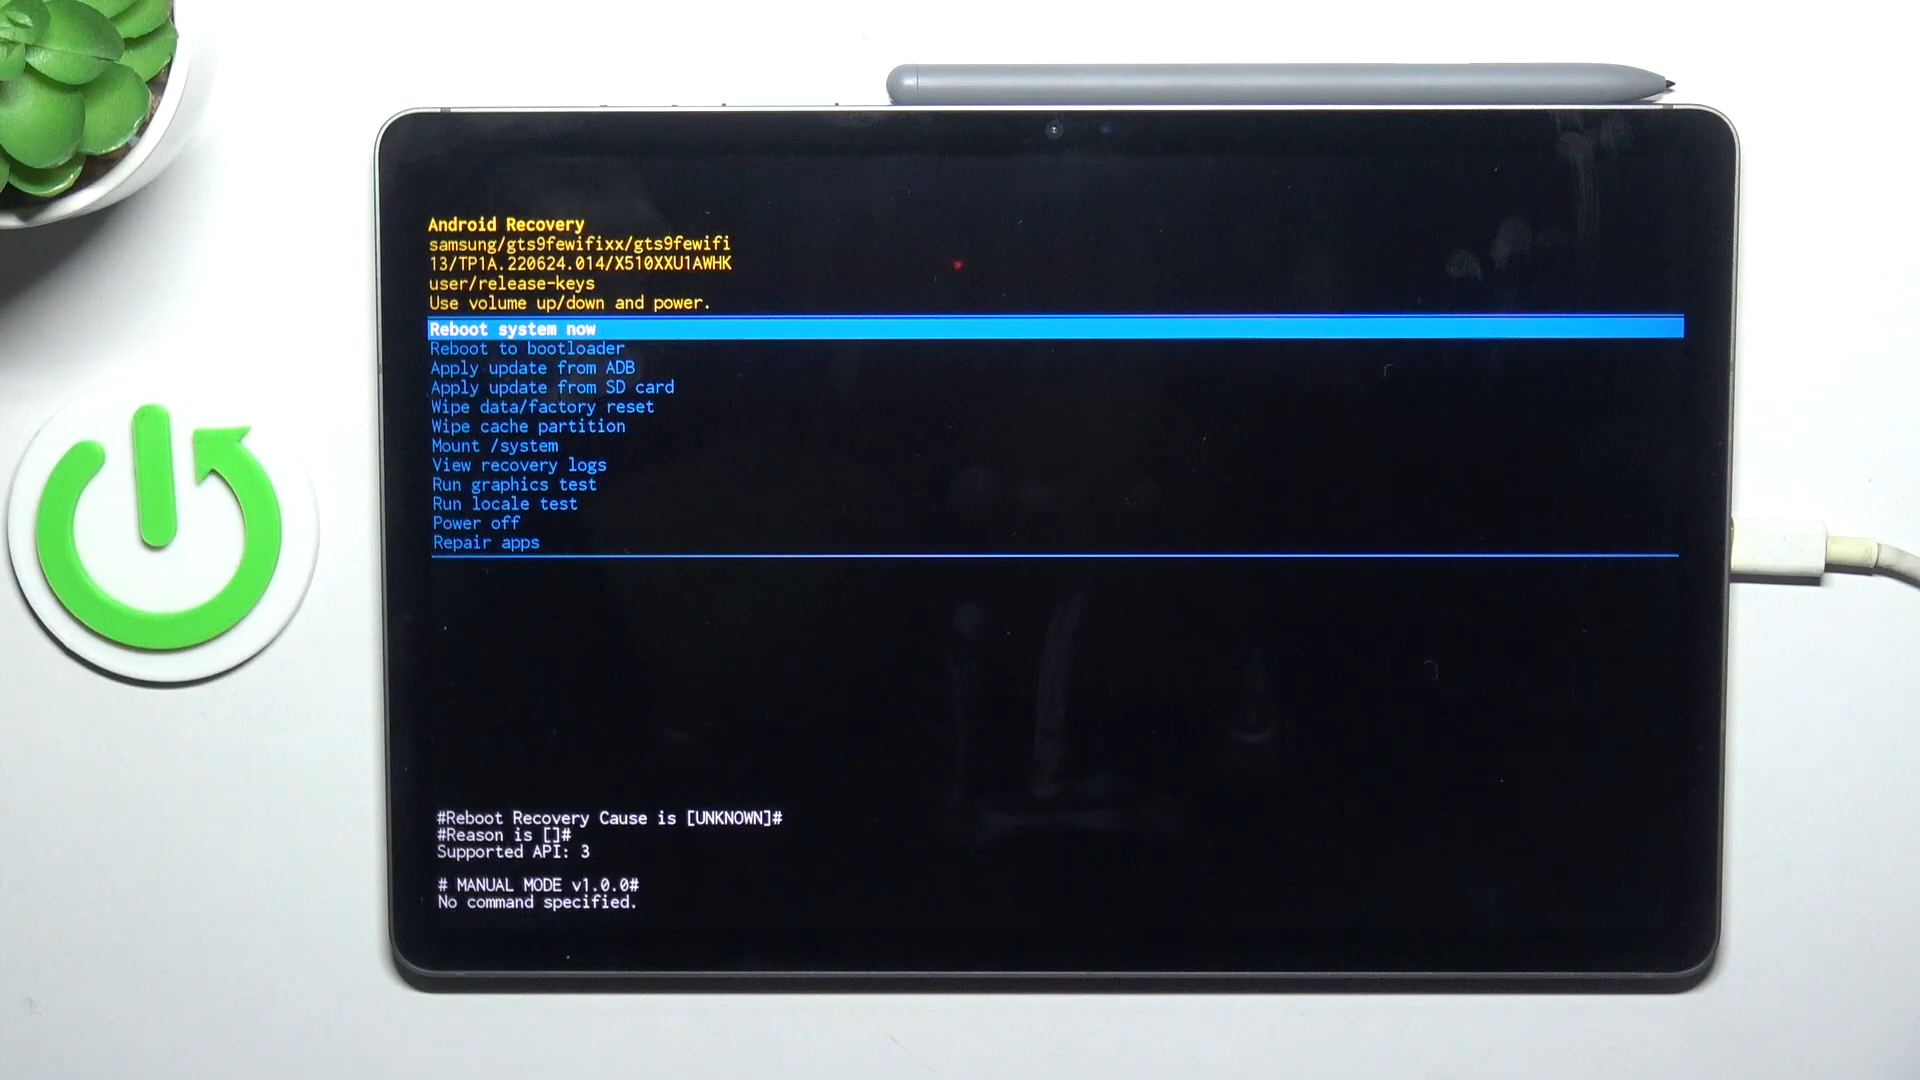 Android Recovery
samsung/gts9fewifixx/gts9fewifi
13/TP1A.220624.014/X510XXU1AWHK
user/release-keys
Use volume up/down and power.
Reboot system now
Reboot to bootloader
Apply update from ADB
Apply update from SD card
Wipe data/factory reset
Wipe cache partition
Mount /system
View recovery logs
Run graphics test
Run locale test
Power off
Repair apps
#Reboot Recovery Cause is [UNKNOWN]#
#Reason is []#
Supported API: 3
# MANUAL MODE v1.0.0#
No command specified.